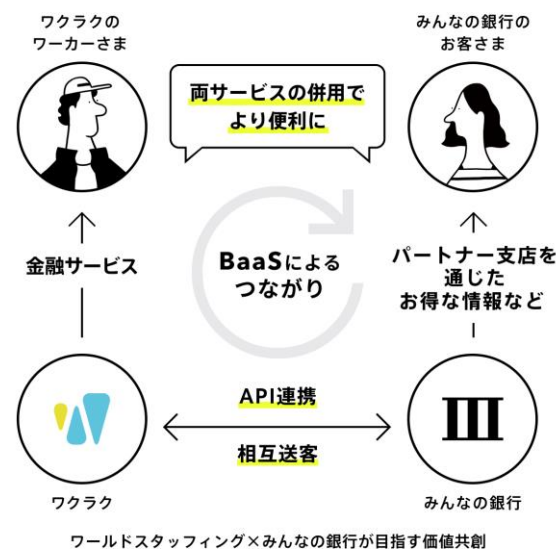 ワクラクの
ワーカーさま
みんなの銀行の
お客さま
両サービスの併用で
より便利に
金融サービス
BaaSによる
つながり
パートナー支店を
通じた
お得な情報など
API連携
相互送客
ワクラク
みんなの銀行
ワールドスタッフィング×みんなの銀行が目指す価値共創